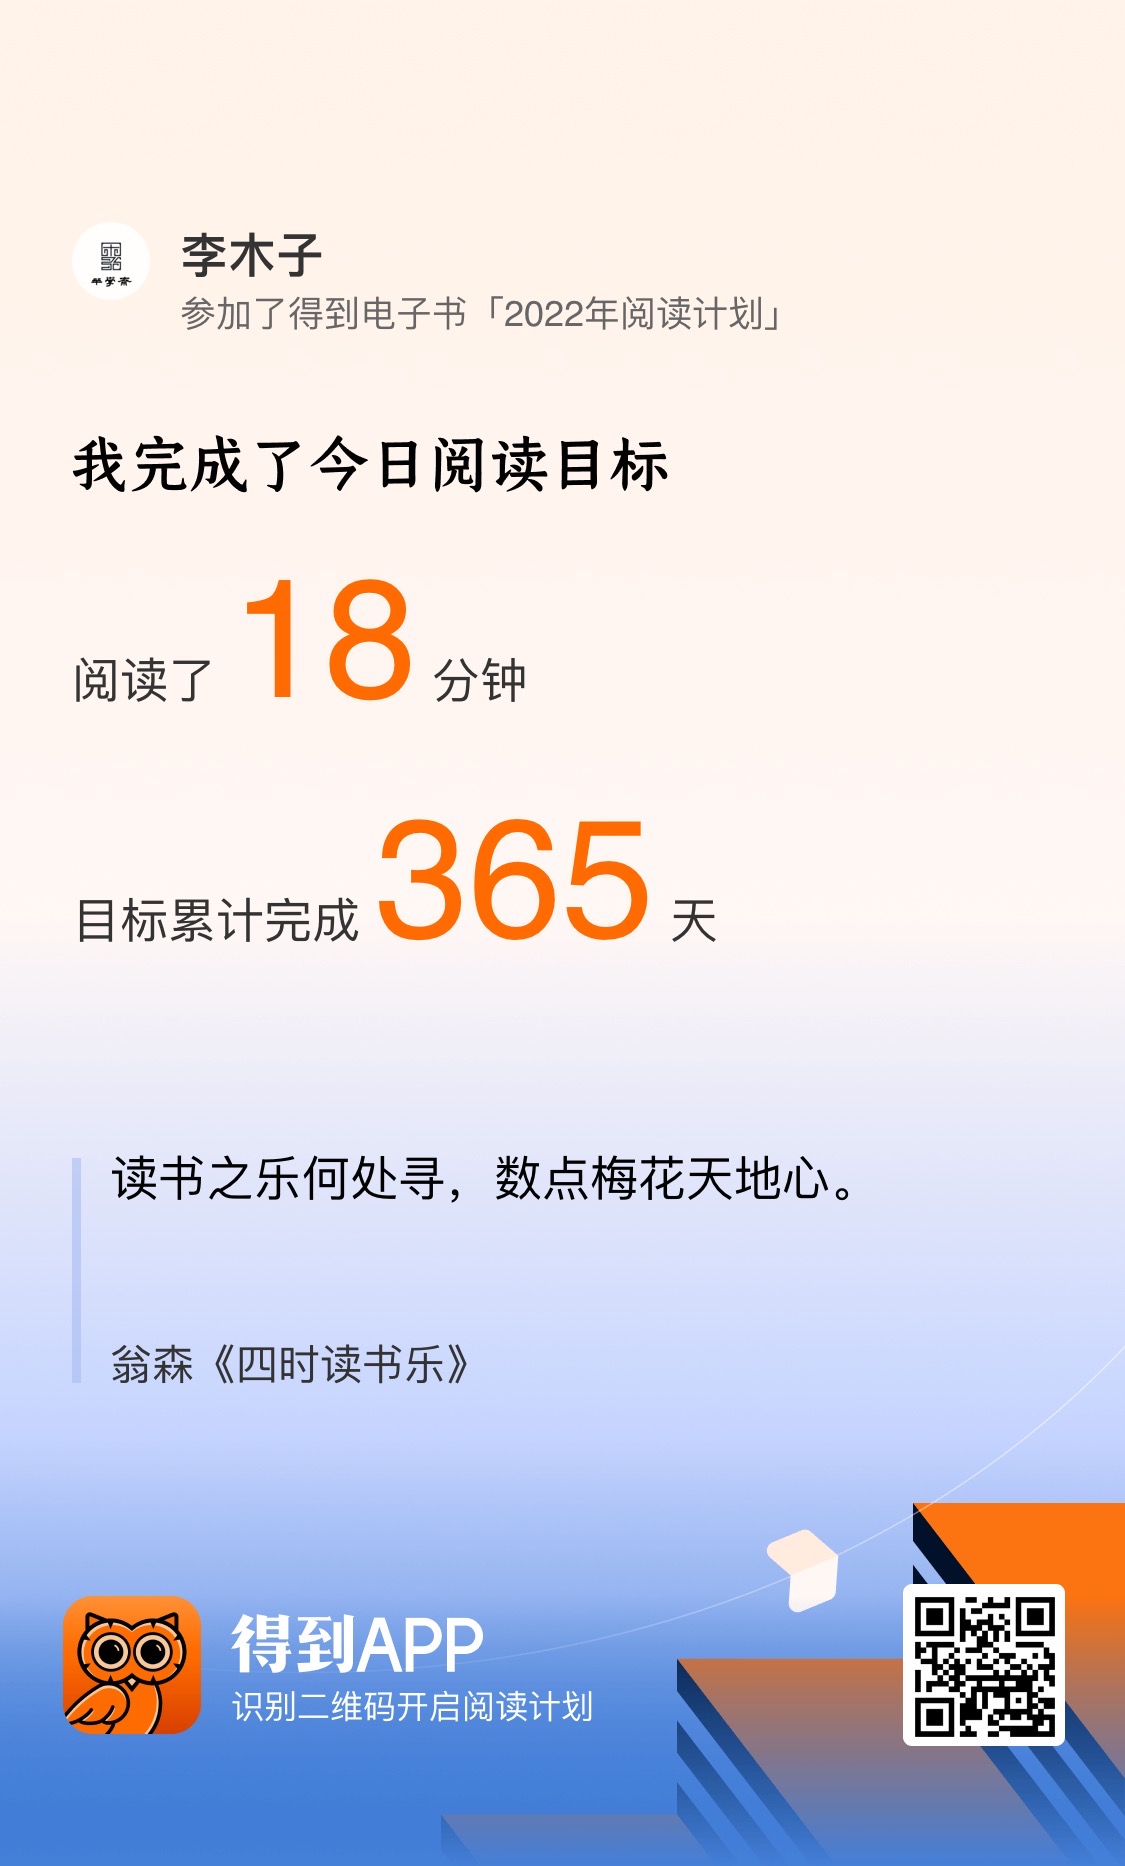 李木子
参加了得到电子书「2022年阅读计划」
我完成了今日阅读目标
阅读了 18 分钟
目标累计完成 365 天
读书之乐何处寻，数点梅花天地心。
翁森《四时读书乐》
得到APP
识别二维码开启阅读计划